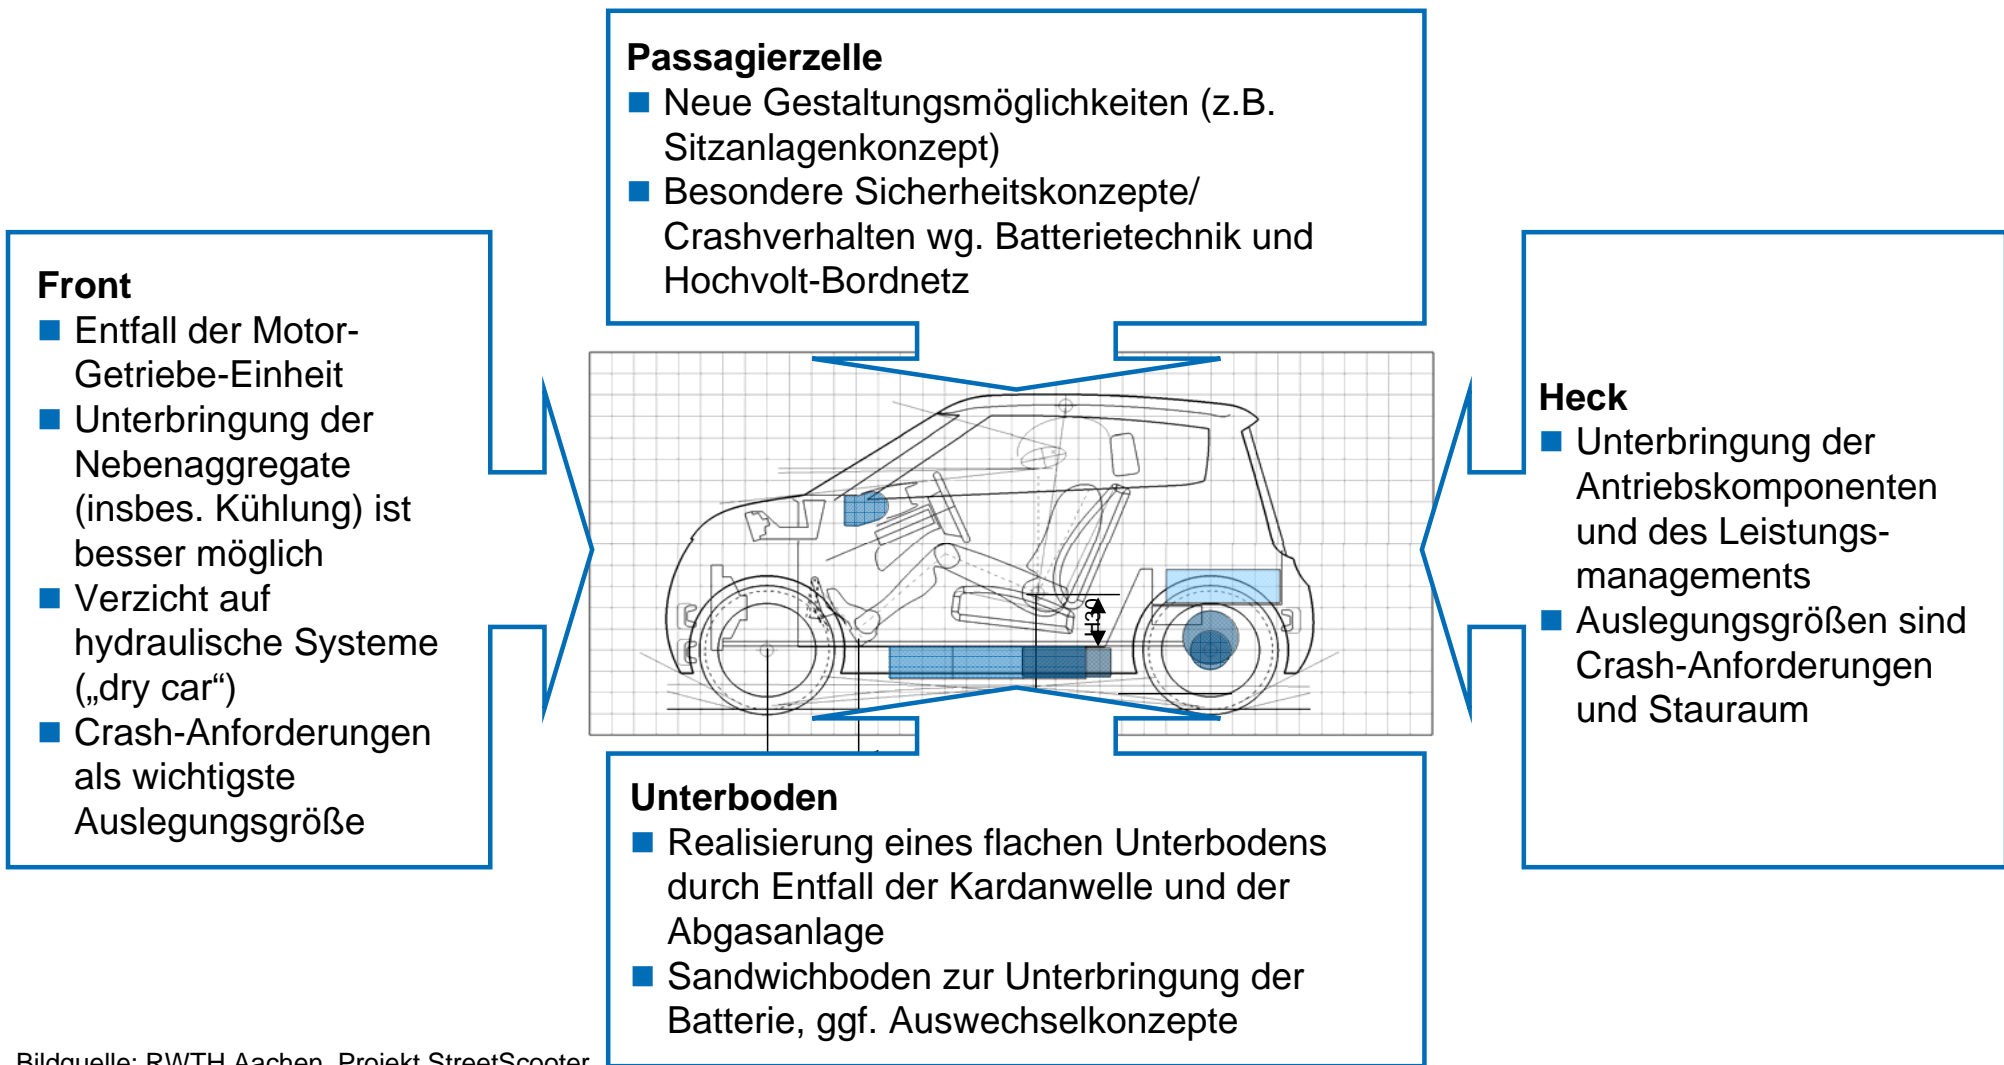 Passagierzelle
Neue Gestaltungsmöglichkeiten (z.B.
Sitzanlagenkonzept)
Besondere Sicherheitskonzepte/
Crashverhalten wg. Batterietechnik und
Hochvolt-Bordnetz
Front
Entfall der Motor-
Getriebe-Einheit
Unterbringung der
Nebenaggregate
(insbes. Kühlung) ist
besser möglich
Verzicht auf
hydraulische Systeme
(„dry car“)
Crash-Anforderungen
als wichtigste
Auslegungsgröße
H30
Heck
Unterbringung der
Antriebskomponenten
und des Leistungs-
managements
Auslegungsgrößen sind
Crash-Anforderungen
und Stauraum
Unterboden
Realisierung eines flachen Unterbodens
durch Entfall der Kardanwelle und der
Abgasanlage
Sandwichboden zur Unterbringung der
Batterie, ggf. Auswechselkonzepte
Bildquelle: RWTH Aachen, Projekt StreetScooter